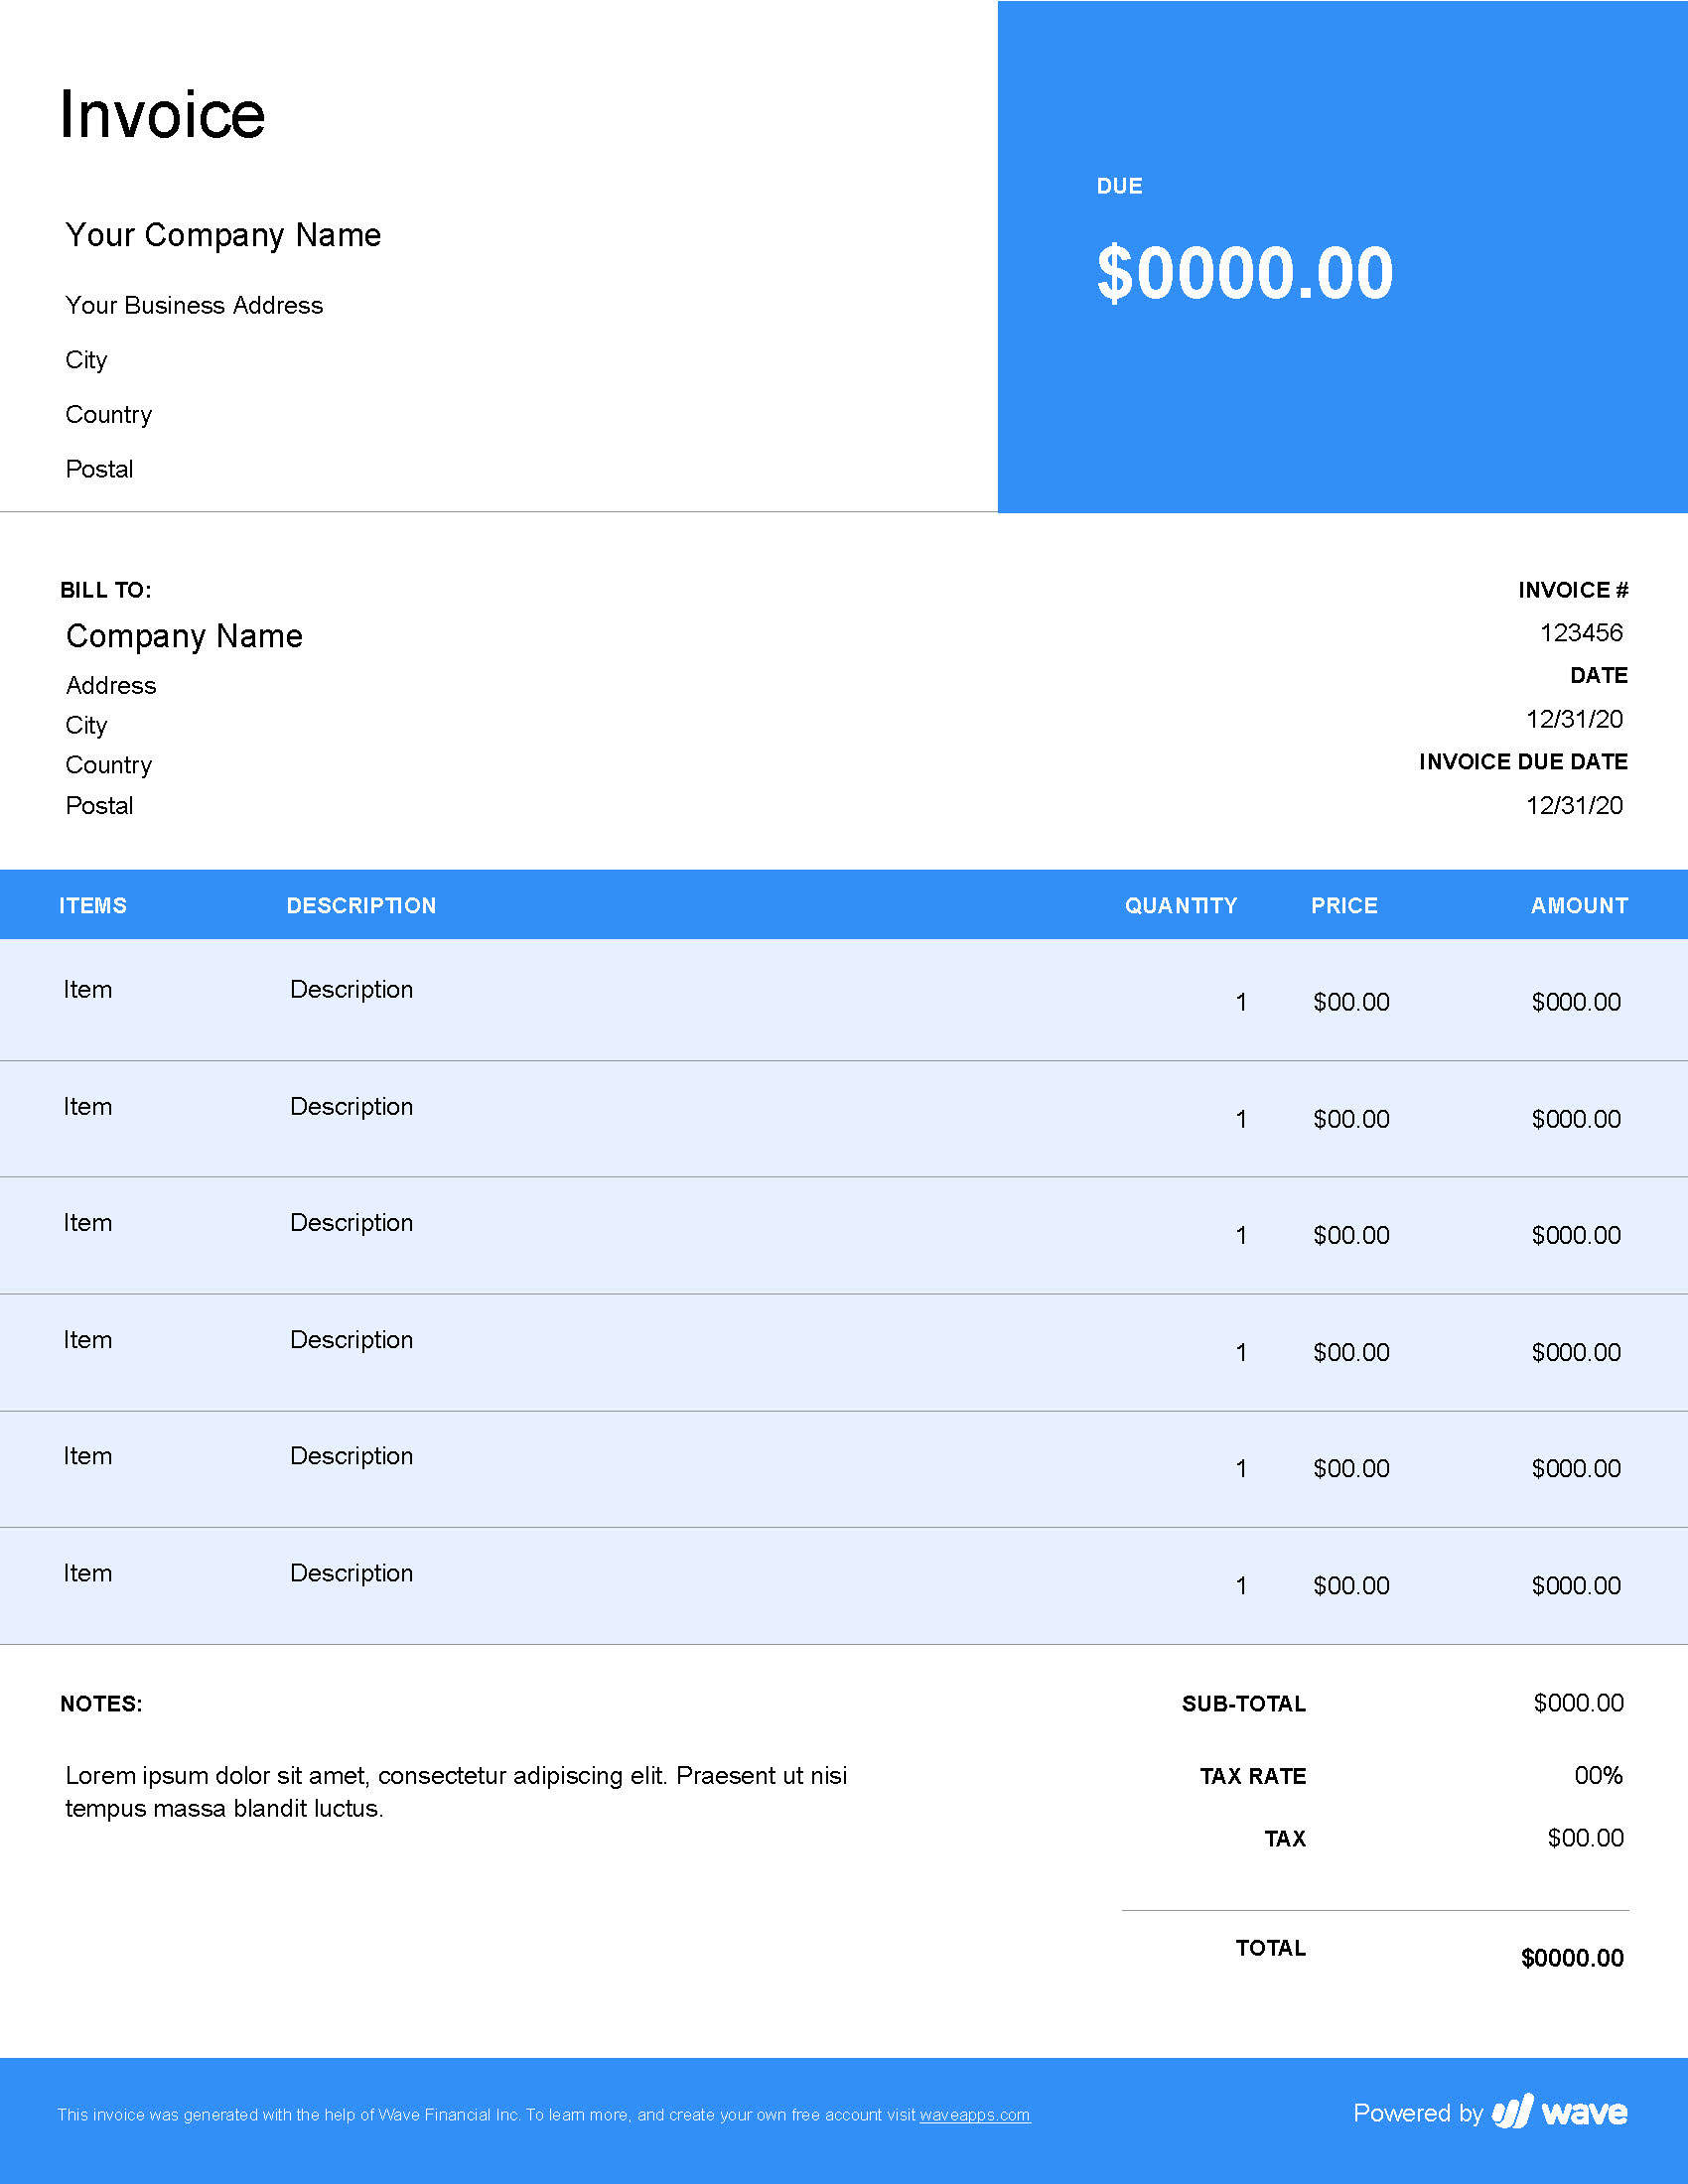 Invoice
DUE
$0000.00
Your Company Name
Your Business Address
City
Country
Postal
BILL TO:
Company Name
Address
City
Country
Postal
INVOICE #
123456
DATE
12/31/20
INVOICE DUE DATE
12/31/20
ITEMS DESCRIPTION QUANTITY PRICE AMOUNT
Item Description 1 $00.00 $000.00
Item Description 1 $00.00 $000.00
Item Description 1 $00.00 $000.00
Item Description 1 $00.00 $000.00
Item Description 1 $00.00 $000.00
Item Description 1 $00.00 $000.00
NOTES:
Lorem ipsum dolor sit amet, consectetur adipiscing elit. Praesent ut nisi
tempus massa blandit luctus.
SUB-TOTAL $000.00
TAX RATE 00%
TAX $00.00
TOTAL $0000.00
This invoice was generated with the help of Wave Financial Inc. To learn more, and create your own free account visit waveapps.com
Powered by wave